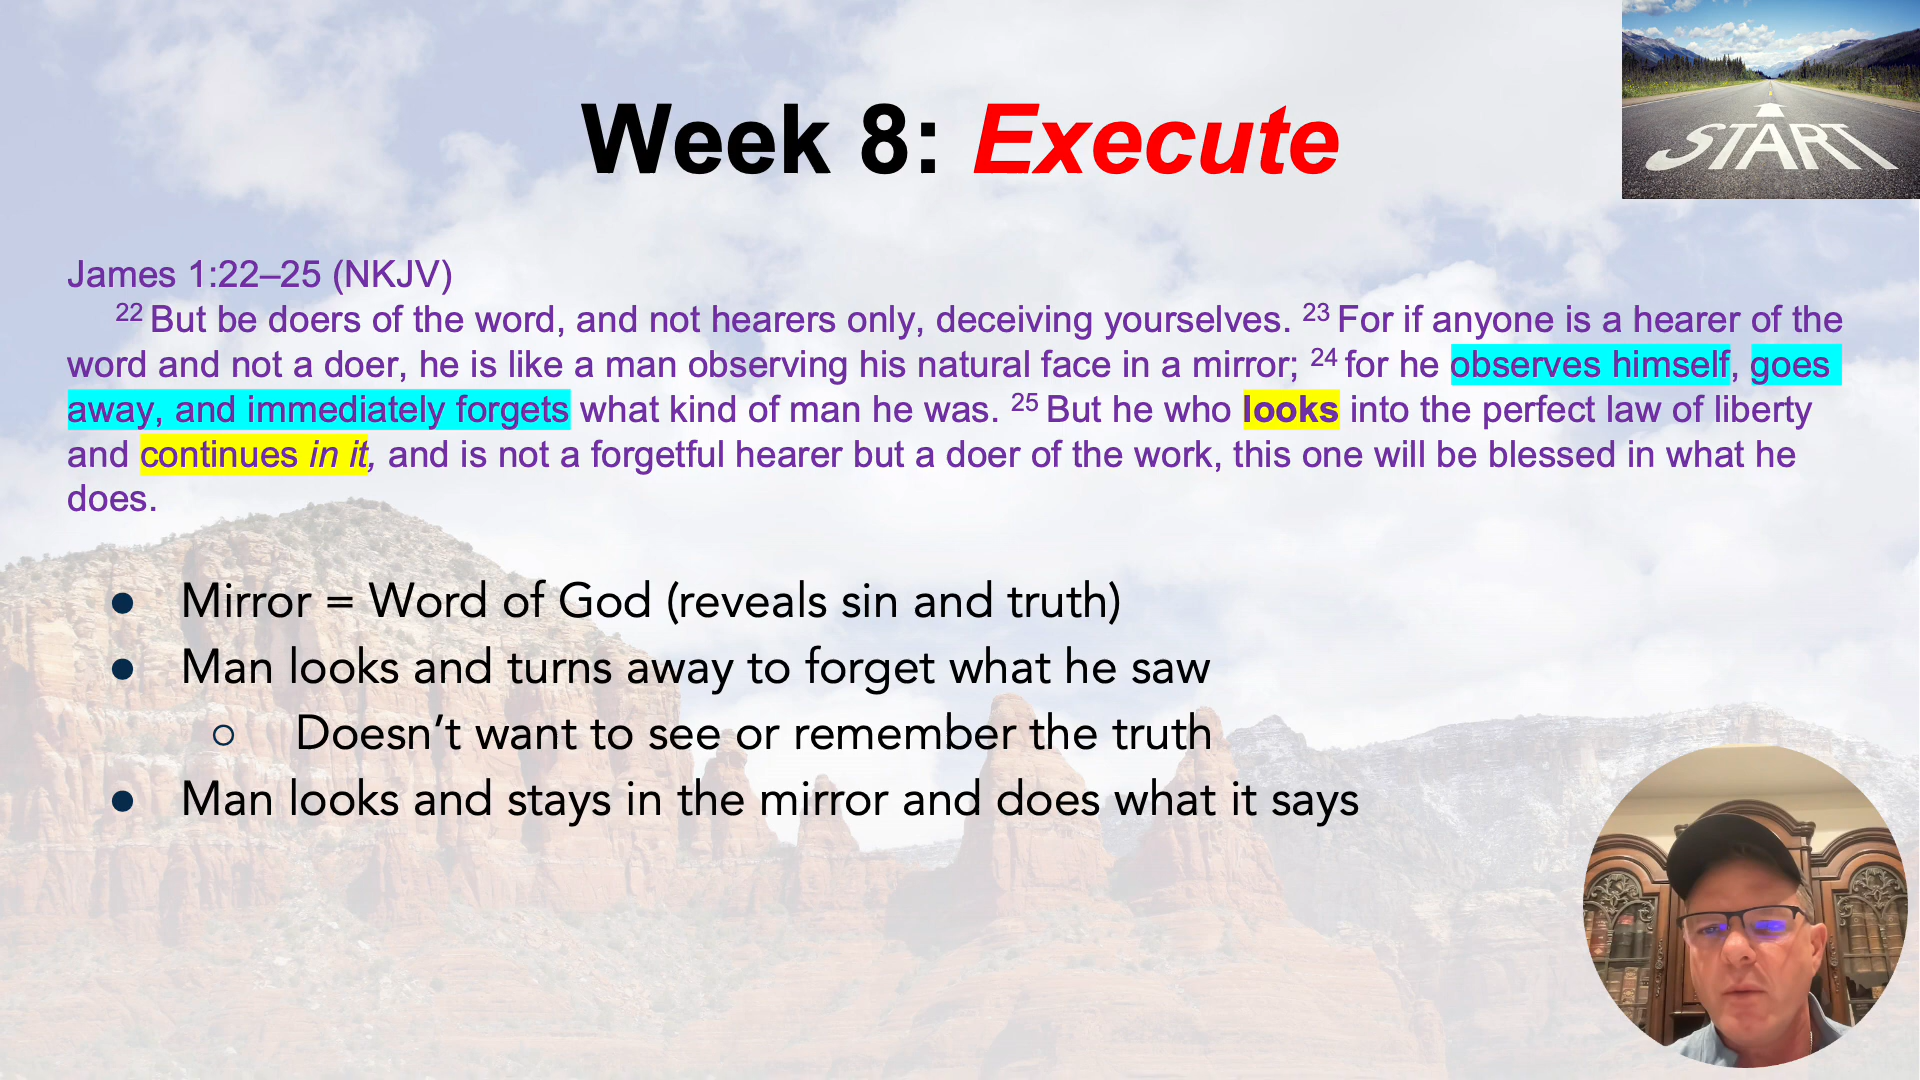 START
Week 8: Execute
James 1:22–25 (NKJV)
22 But be doers of the word, and not hearers only, deceiving yourselves. 23 For if anyone is a hearer of the
word and not a doer, he is like a man observing his natural face in a mirror; 24 for he observes himself, goes
away, and immediately forgets what kind of man he was. 25 But he who looks into the perfect law of liberty
and continues in it, and is not a forgetful hearer but a doer of the work, this one will be blessed in what he
does.
● Mirror = Word of God (reveals sin and truth)
● Man looks and turns away to forget what he saw
○ Doesn’t want to see or remember the truth
● Man looks and stays in the mirror and does what it says